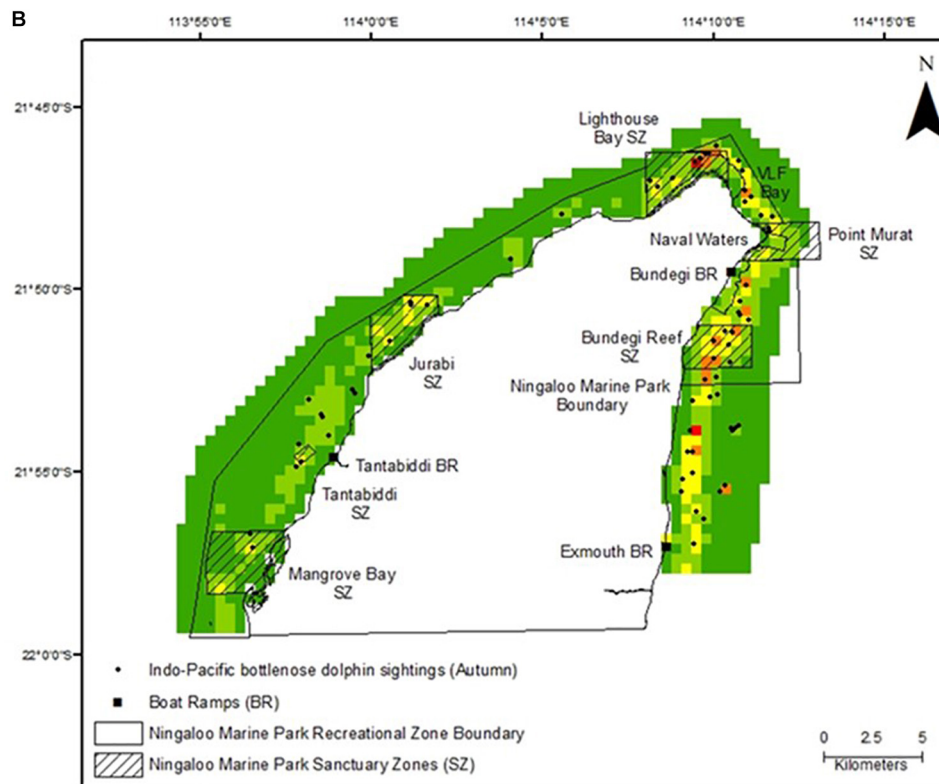 B
113°55'0"E 114°0'0"E 114°5'0"E 114°10'0"E 114°15'0"E
N
21°45'0"S
Lighthouse
Bay SZ
VLF
Bay
Naval Waters
Point Murat
SZ
Bundegi BR
21°50'0"S
Bundegi Reef
SZ
Jurabi
SZ
Ningaloo Marine Park
Boundary
21°55'0"S
Tantabiddi BR
Tantabiddi
SZ
Exmouth BR
Mangrove Bay
SZ
22°0'0"S
Indo-Pacific bottlenose dolphin sightings (Autumn)
Boat Ramps (BR)
Ningaloo Marine Park Recreational Zone Boundary
Ningaloo Marine Park Sanctuary Zones (SZ)
0 2.5 5
Kilometers